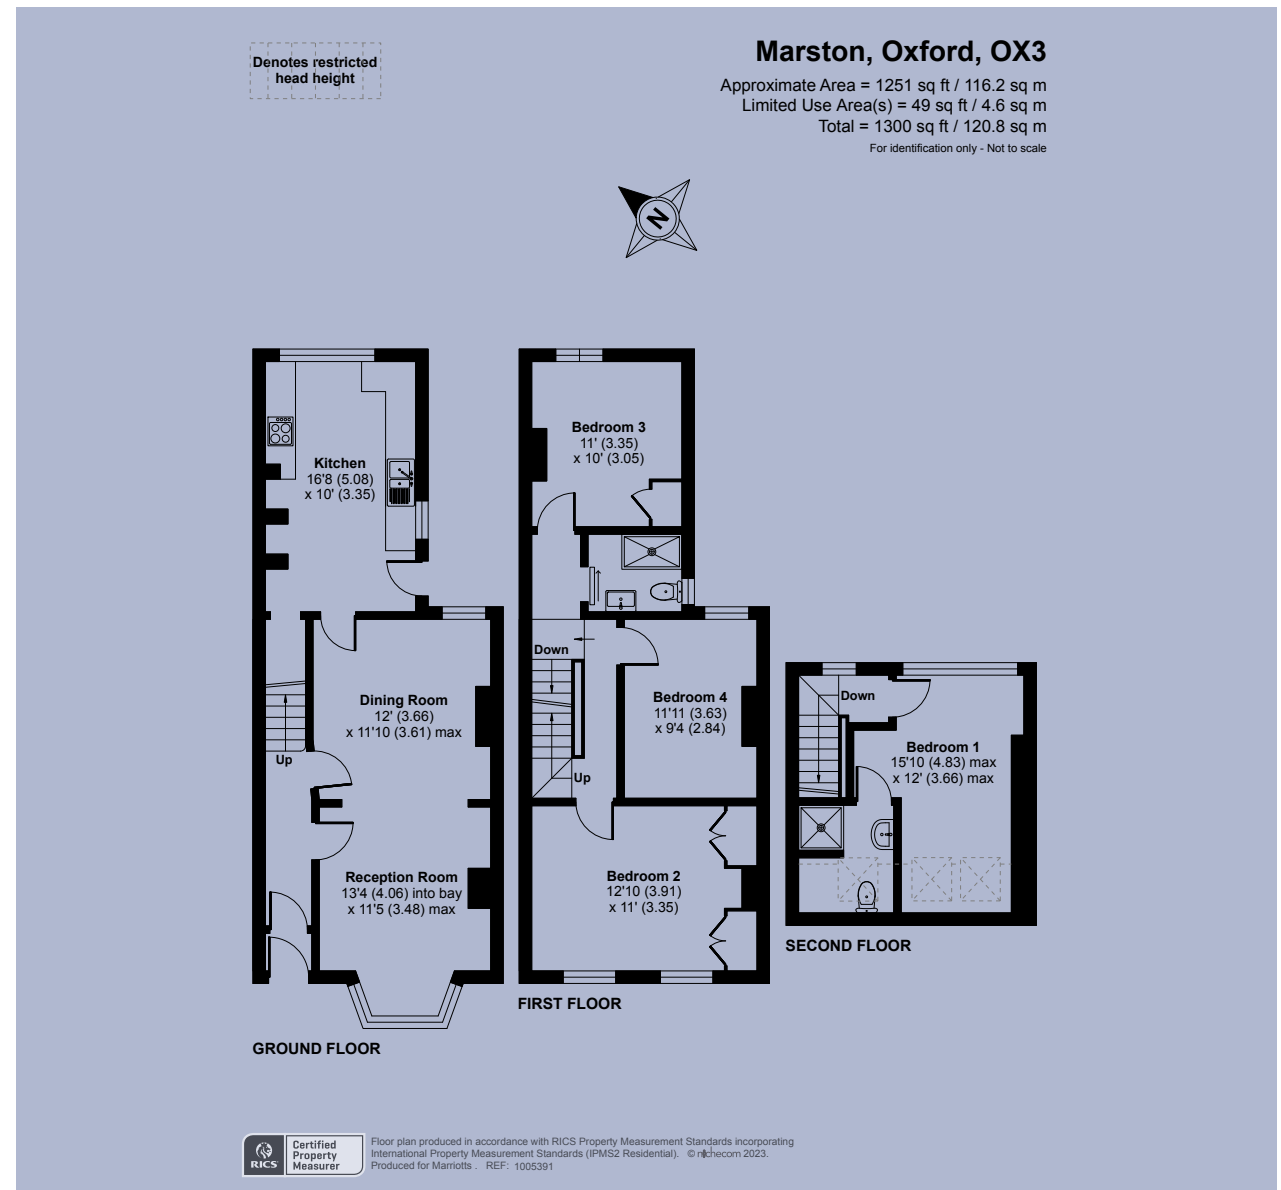 Denotes restricted
head height
Marston, Oxford, OX3
Approximate Area = 1251 sq ft / 116.2 sq m
Limited Use Area(s) = 49 sq ft / 4.6 sq m
Total = 1300 sq ft / 120.8 sq m
For identification only - Not to scale
N
Kitchen
16'8 (5.08)
x 10' (3.35)
Dining Room
12' (3.66)
x 11'10 (3.61) max
Up
Reception Room
13'4 (4.06) into bay
x 11'5 (3.48) max
GROUND FLOOR
Bedroom 3
11' (3.35)
x 10' (3.05)
Down
Bedroom 4
11'11 (3.63)
x 9'4 (2.84)
Up
Bedroom 2
12'10 (3.91)
x 11' (3.35)
FIRST FLOOR
Down
Bedroom 1
15'10 (4.83) max
x 12' (3.66) max
SECOND FLOOR
RICS
Certified
Property
Measurer
Floor plan produced in accordance with RICS Property Measurement Standards incorporating
International Property Measurement Standards (IPMS2 Residential). © nichecom 2023.
Produced for Marriotts . REF: 1005391